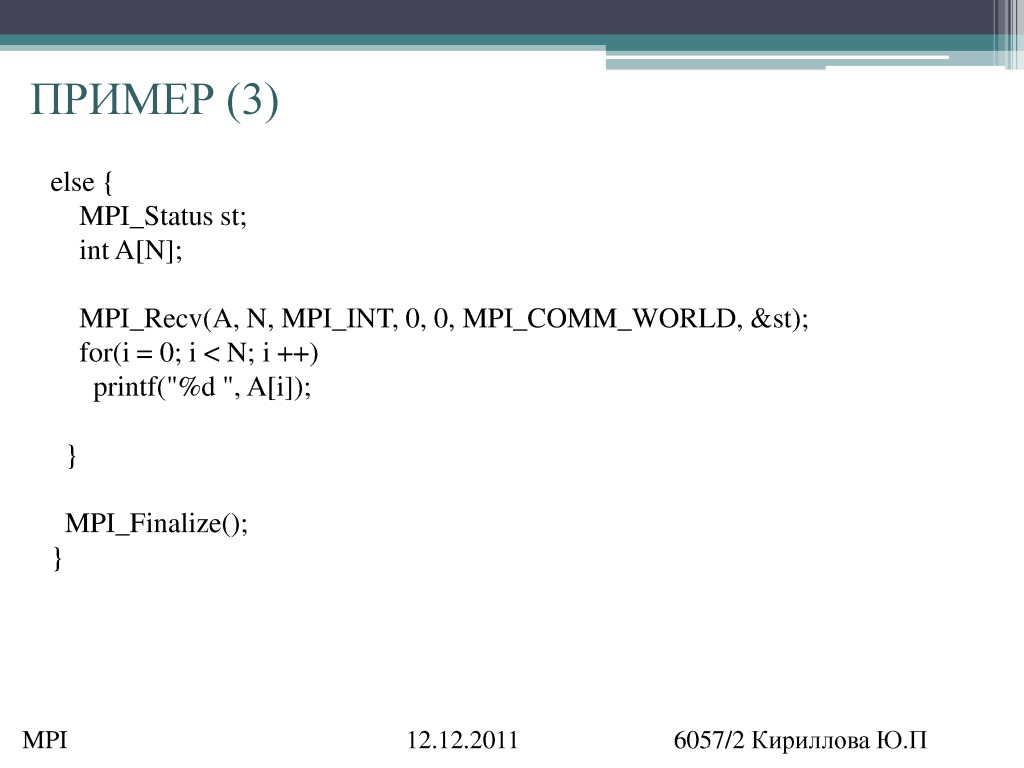 ПРИМЕР (3)
else {
MPI_Status st;
int A[N];
MPI_Recv(A, N, MPI_INT, 0, 0, MPI_COMM_WORLD, &st);
for(i = 0; i < N; i ++)
printf("%d ", A[i]);
}
MPI_Finalize();
}
MPI 12.12.2011 6057/2 Кириллова Ю.П